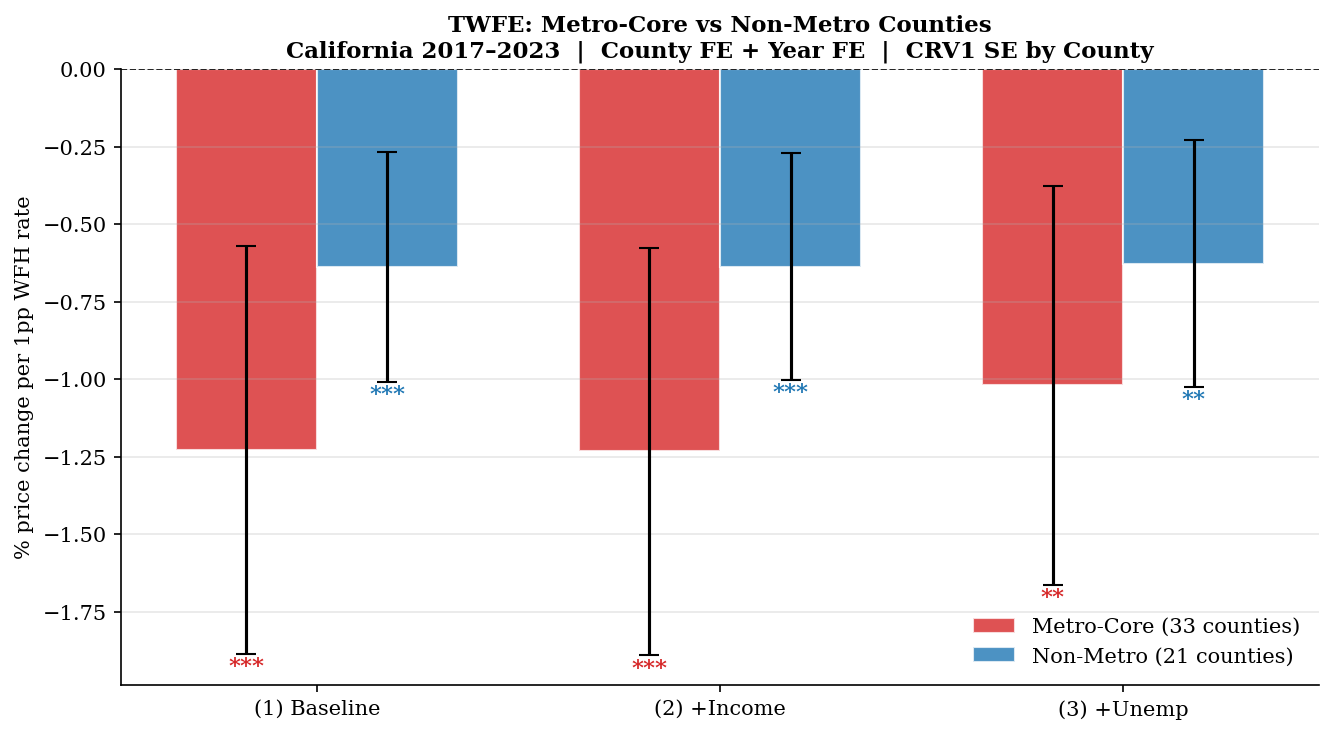 TWFE: Metro-Core vs Non-Metro Counties
California 2017–2023 | County FE + Year FE | CRV1 SE by County
% price change per 1pp WFH rate
0.00
−0.25
−0.50
−0.75
−1.00
−1.25
−1.50
−1.75
***
***
***
***
**
**
Metro-Core (33 counties)
Non-Metro (21 counties)
(1) Baseline
(2) +Income
(3) +Unemp